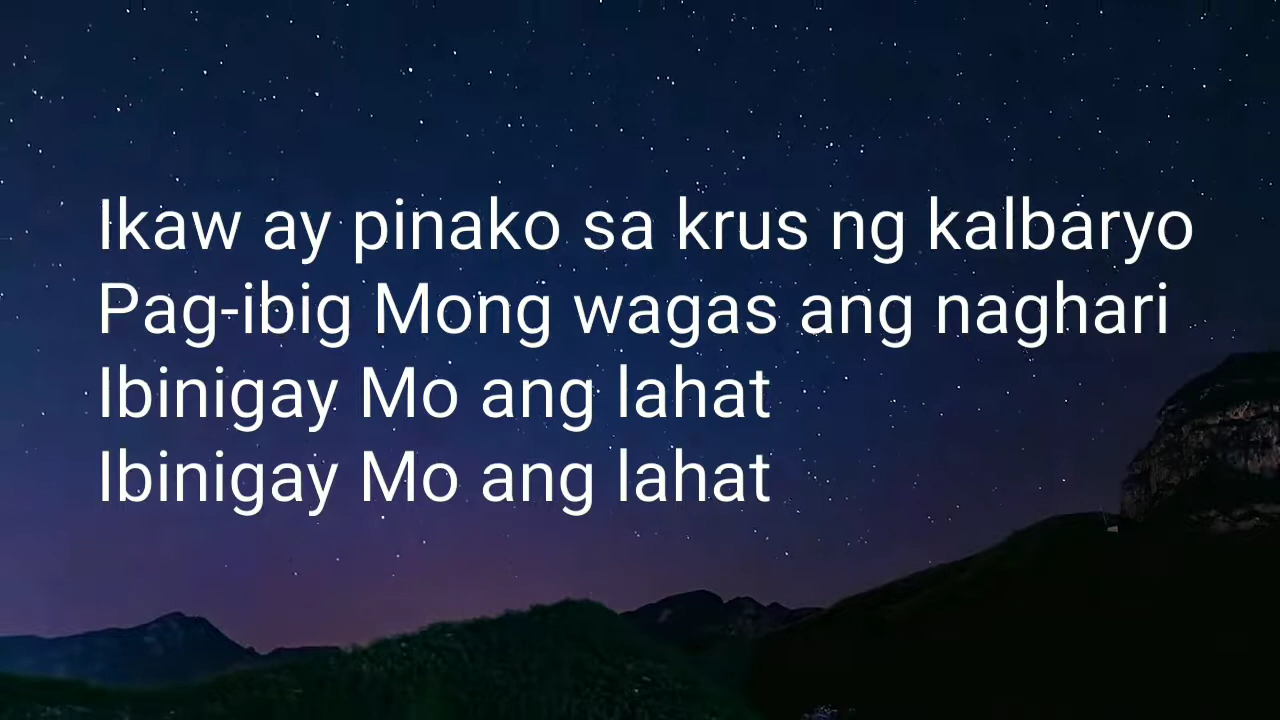 Ikaw ay pinako sa krus ng kalbaryo
Pag-ibig Mong wagas ang naghari
Ibinigay Mo ang lahat
Ibinigay Mo ang lahat